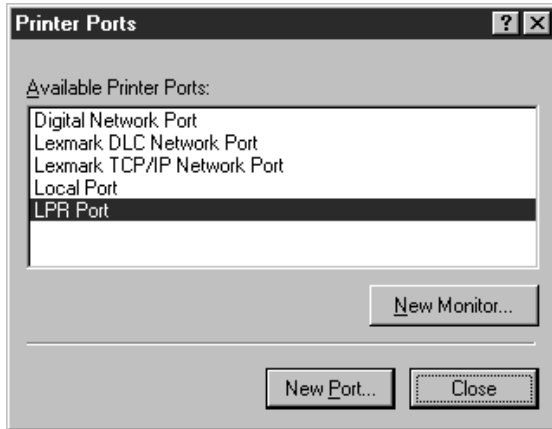 Printer Ports
Available Printer Ports:
Digital Network Port
Lexmark DLC Network Port
Lexmark TCP/IP Network Port
Local Port
LPR Port
New Monitor...
New Port...
Close